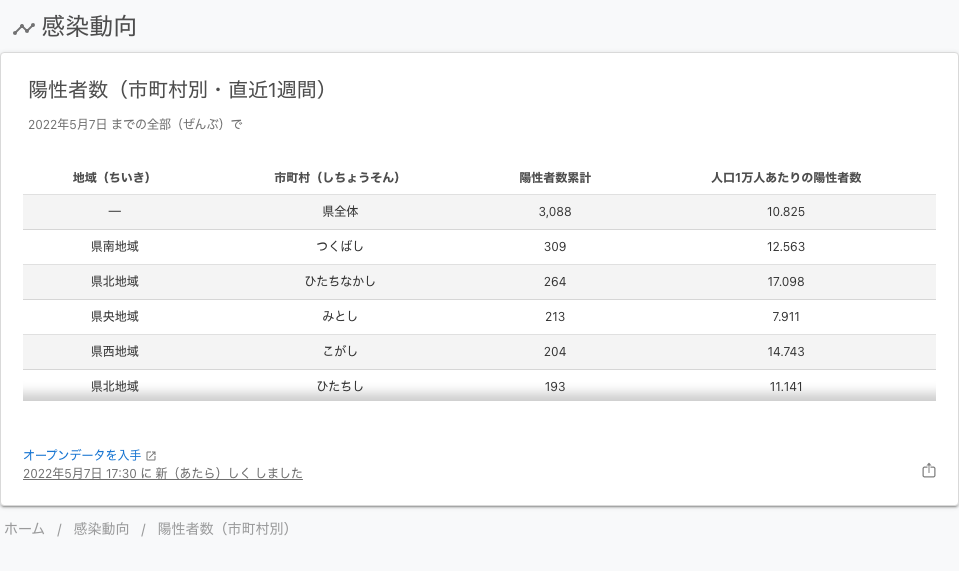 感染動向
陽性者数（市町村別・直近1週間）
2022年5月7日 までの全部（ぜんぶ）で
地域（ちいき） 市町村（しちょうそん） 陽性者数累計 人口1万人あたりの陽性者数
— 県全体 3,088 10.825
県南地域 つくばし 309 12.563
県北地域 ひたちなかし 264 17.098
県央地域 みとし 213 7.911
県西地域 こがし 204 14.743
県北地域 ひたちし 193 11.141
オープンデータを入手
2022年5月7日 17:30 に 新（あたら）しく しました
ホーム / 感染動向 / 陽性者数（市町村別）